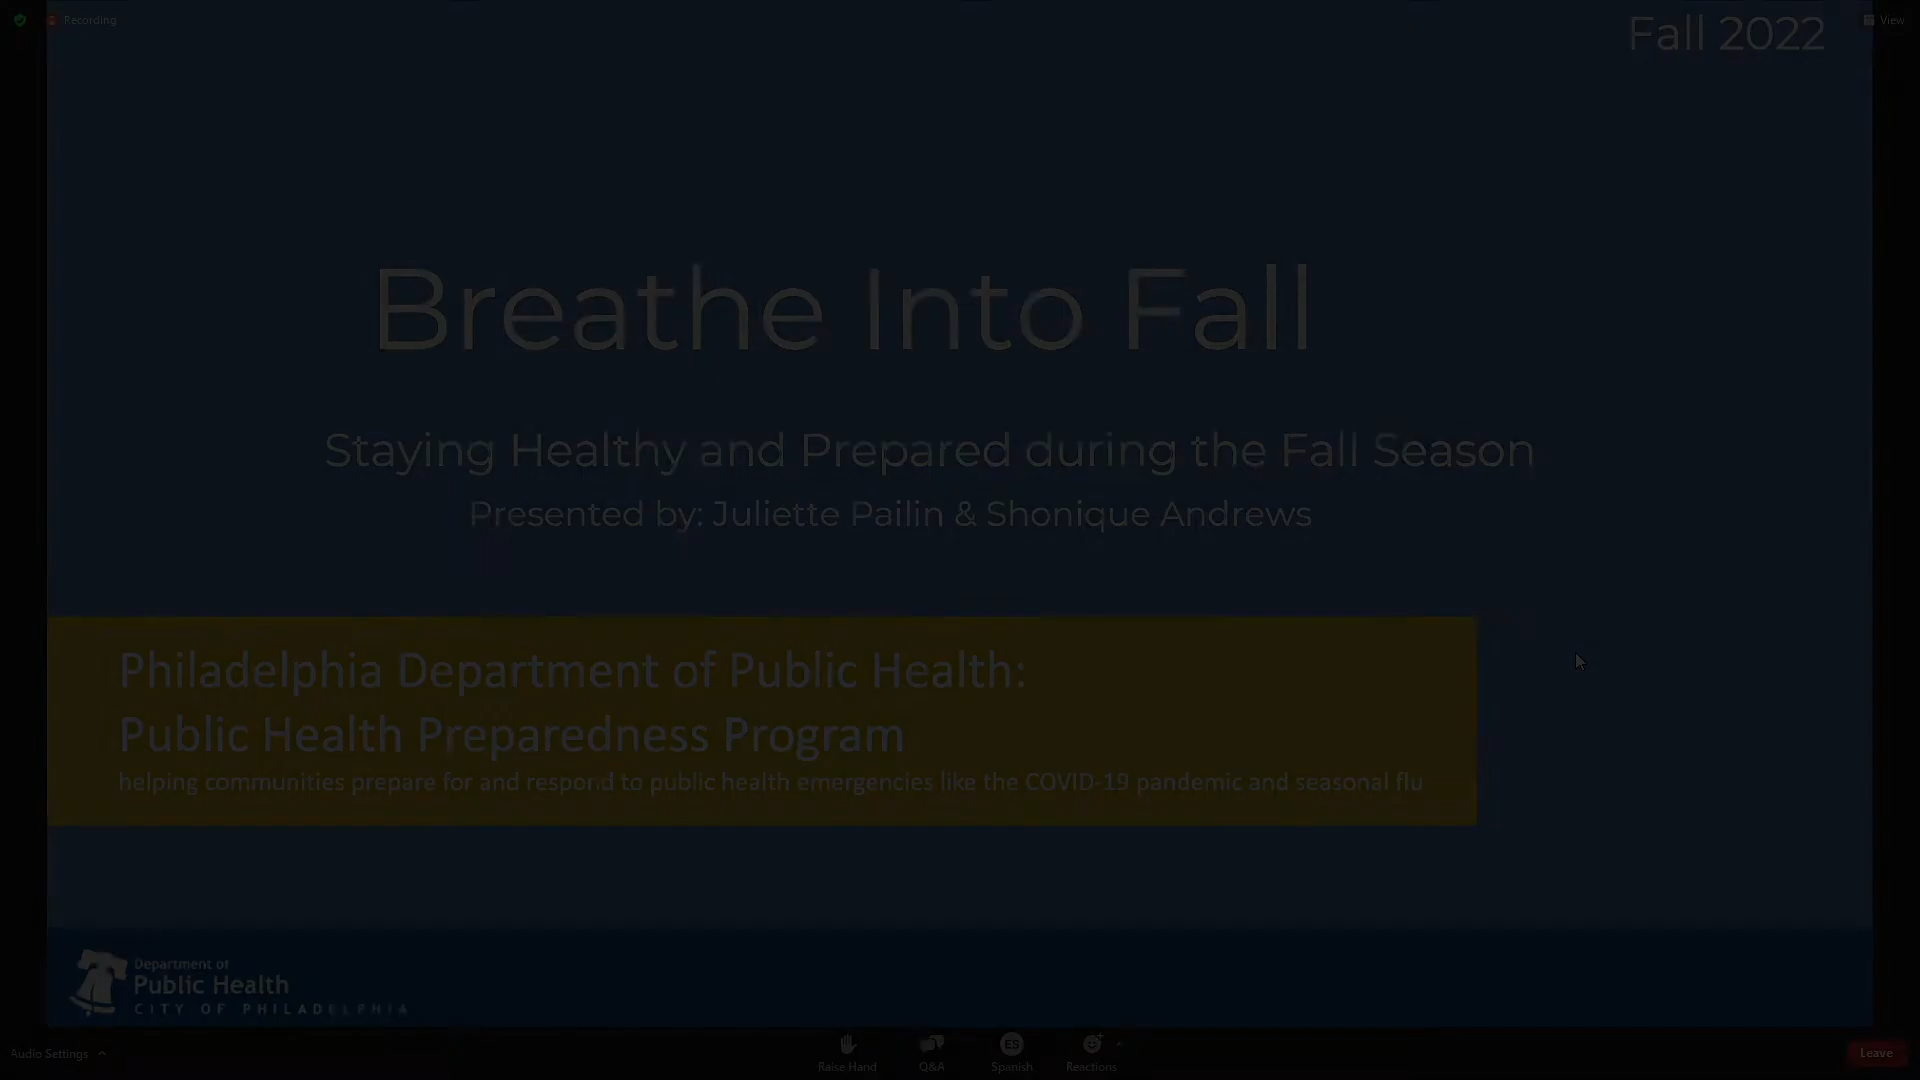 Recording
View
Fall 2022
Breathe Into Fall
Staying Healthy and Prepared during the Fall Season
Presented by: Juliette Pailin & Shonique Andrews
Philadelphia Department of Public Health:
Public Health Preparedness Program
helping communities prepare for and respond to public health emergencies like the COVID-19 pandemic and seasonal flu
Department of
Public Health
CITY OF PHILADELPHIA
Audio Settings
Raise Hand
Q&A
ES
Spanish
Reactions
Leave